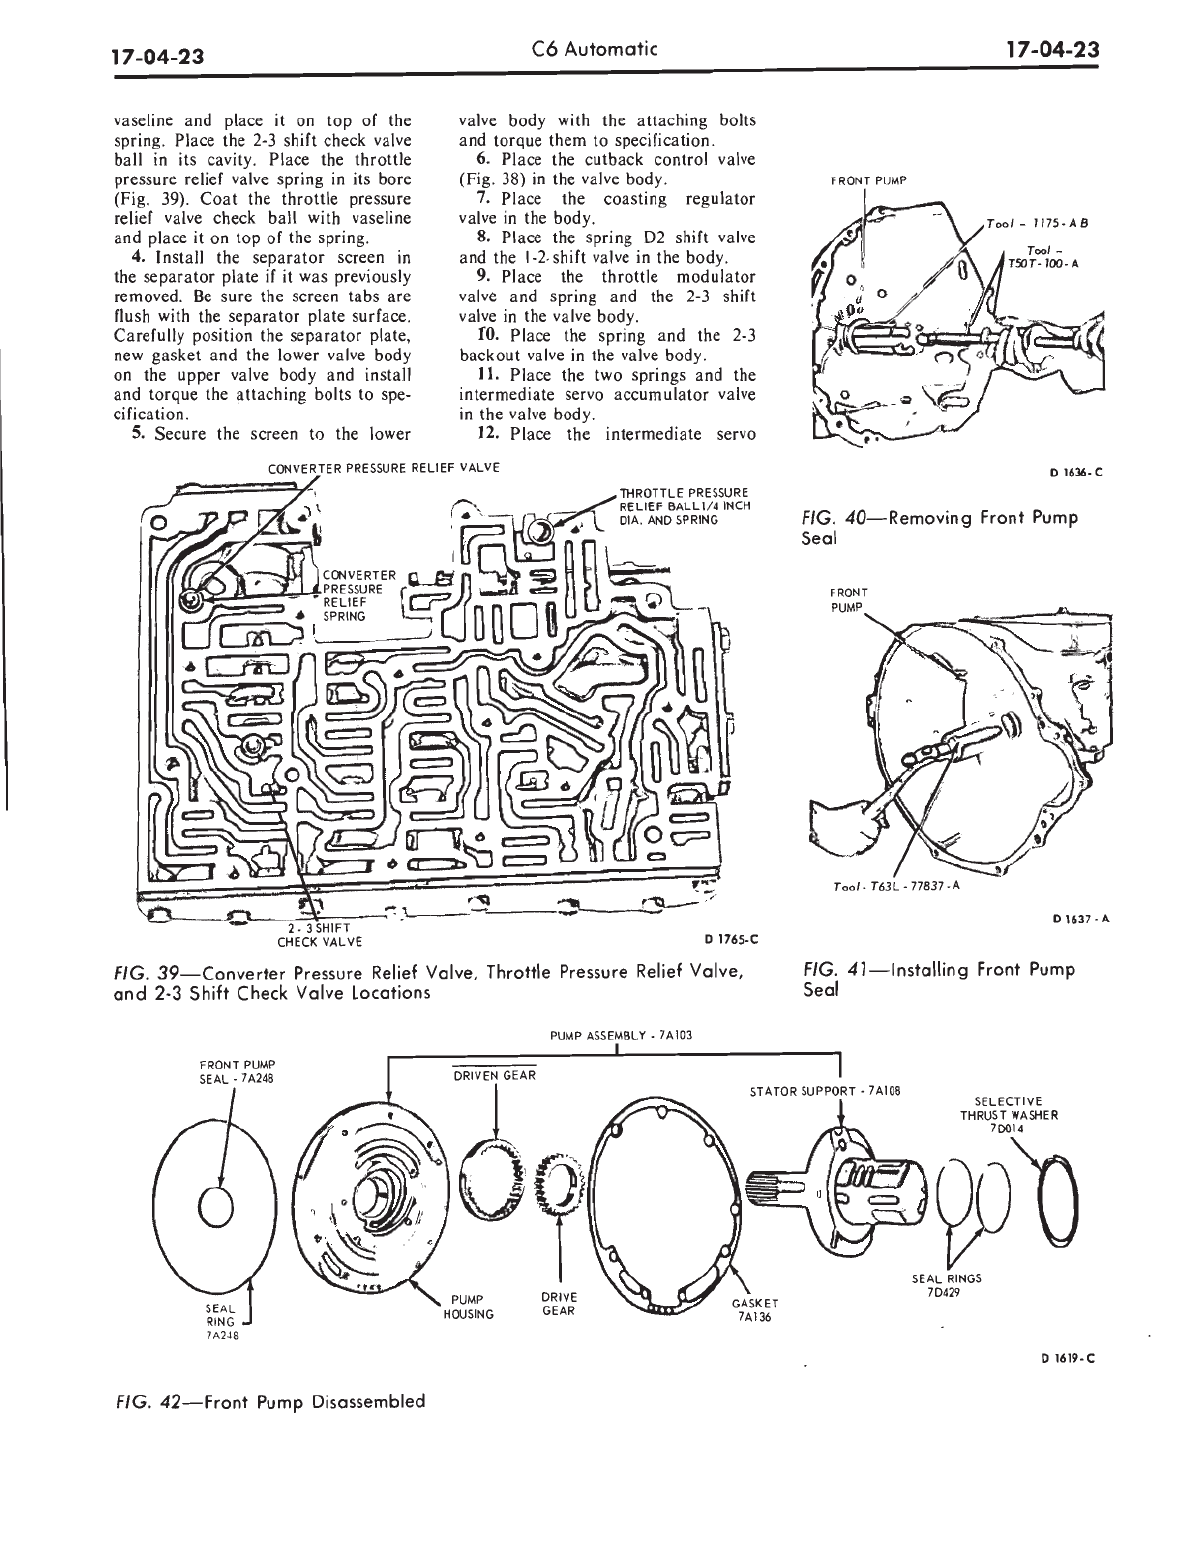 17-04-23
C6 Automatic
17-04-23
vaseline and place it on top of the
spring. Place the 2-3 shift check valve
ball in its cavity. Place the throttle
pressure relief valve spring in its bore
(Fig. 39). Coat the throttle pressure
relief valve check ball with vaseline
and place it on top of the spring.
4. Install the separator screen in
the separator plate if it was previously
removed. Be sure the screen tabs are
flush with the separator plate surface.
Carefully position the separator plate,
new gasket and the lower valve body
on the upper valve body and install
and torque the attaching bolts to spe-
cification.
5. Secure the screen to the lower
valve body with the attaching bolts
and torque them to specification.
6. Place the cutback control valve
(Fig. 38) in the valve body.
7. Place the coasting regulator
valve in the body.
8. Place the spring D2 shift valve
and the 1-2 shift valve in the body.
9. Place the throttle modulator
valve and spring and the 2-3 shift
valve in the valve body.
10. Place the spring and the 2-3
backout valve in the valve body.
11. Place the two springs and the
intermediate servo accumulator valve
in the valve body.
12. Place the intermediate servo
FRONT PUMP
Tool - 1175-AB
Tool -
T50T-100-A
D 1636-C
FIG. 40—Removing Front Pump
Seal
CONVERTER PRESSURE RELIEF VALVE
THROTTLE PRESSURE
RELIEF BALL 1/4 INCH
DIA. AND SPRING
CONVERTER
PRESSURE
RELIEF
SPRING
2-3 SHIFT
CHECK VALVE
D 1765-C
FIG. 39—Converter Pressure Relief Valve, Throttle Pressure Relief Valve,
and 2-3 Shift Check Valve Locations
FRONT
PUMP
Tool- T63L-77837-A
D 1637-A
FIG. 41—Installing Front Pump
Seal
PUMP ASSEMBLY - 7A103
FRONT PUMP
SEAL - 7A248
DRIVEN GEAR
STATOR SUPPORT - 7A108
SELECTIVE
THRUST WASHER
7D014
SEAL
RING
7A248
PUMP
HOUSING
DRIVE
GEAR
GASKET
7A136
SEAL RINGS
7D429
D 1619-C
FIG. 42—Front Pump Disassembled